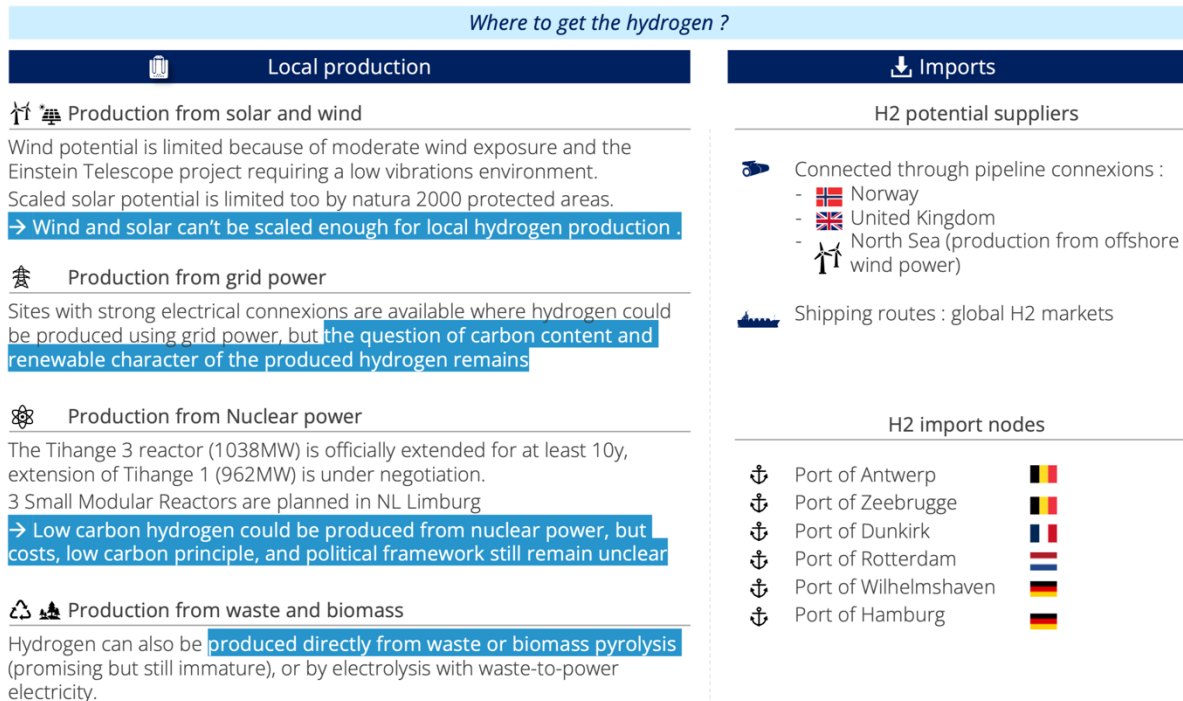 Where to get the hydrogen ?
Local production
Production from solar and wind
Wind potential is limited because of moderate wind exposure and the
Einstein Telescope project requiring a low vibrations environment.
Scaled solar potential is limited too by natura 2000 protected areas.
→ Wind and solar can’t be scaled enough for local hydrogen production .
Production from grid power
Sites with strong electrical connexions are available where hydrogen could
be produced using grid power, but the question of carbon content and
renewable character of the produced hydrogen remains
Production from Nuclear power
The Tihange 3 reactor (1038MW) is officially extended for at least 10y,
extension of Tihange 1 (962MW) is under negotiation.
3 Small Modular Reactors are planned in NL Limburg
→ Low carbon hydrogen could be produced from nuclear power, but
costs, low carbon principle, and political framework still remain unclear
Production from waste and biomass
Hydrogen can also be produced directly from waste or biomass pyrolysis
(promising but still immature), or by electrolysis with waste-to-power
electricity.
Imports
H2 potential suppliers
Connected through pipeline connexions :
- Norway
- United Kingdom
- North Sea (production from offshore
wind power)
Shipping routes : global H2 markets
H2 import nodes
Port of Antwerp
Port of Zeebrugge
Port of Dunkirk
Port of Rotterdam
Port of Wilhelmshaven
Port of Hamburg